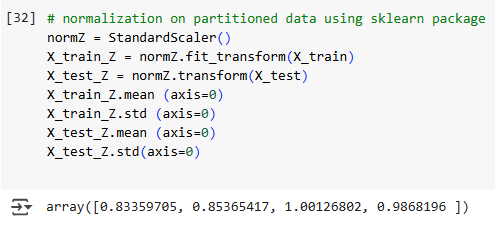 [32] # normalization on partitioned data using sklearn package
normZ = StandardScaler()
X_train_Z = normZ.fit_transform(X_train)
X_test_Z = normZ.transform(X_test)
X_train_Z.mean (axis=0)
X_train_Z.std (axis=0)
X_test_Z.mean (axis=0)
X_test_Z.std(axis=0)
array([0.83359705, 0.85365417, 1.00126802, 0.9868196 ])